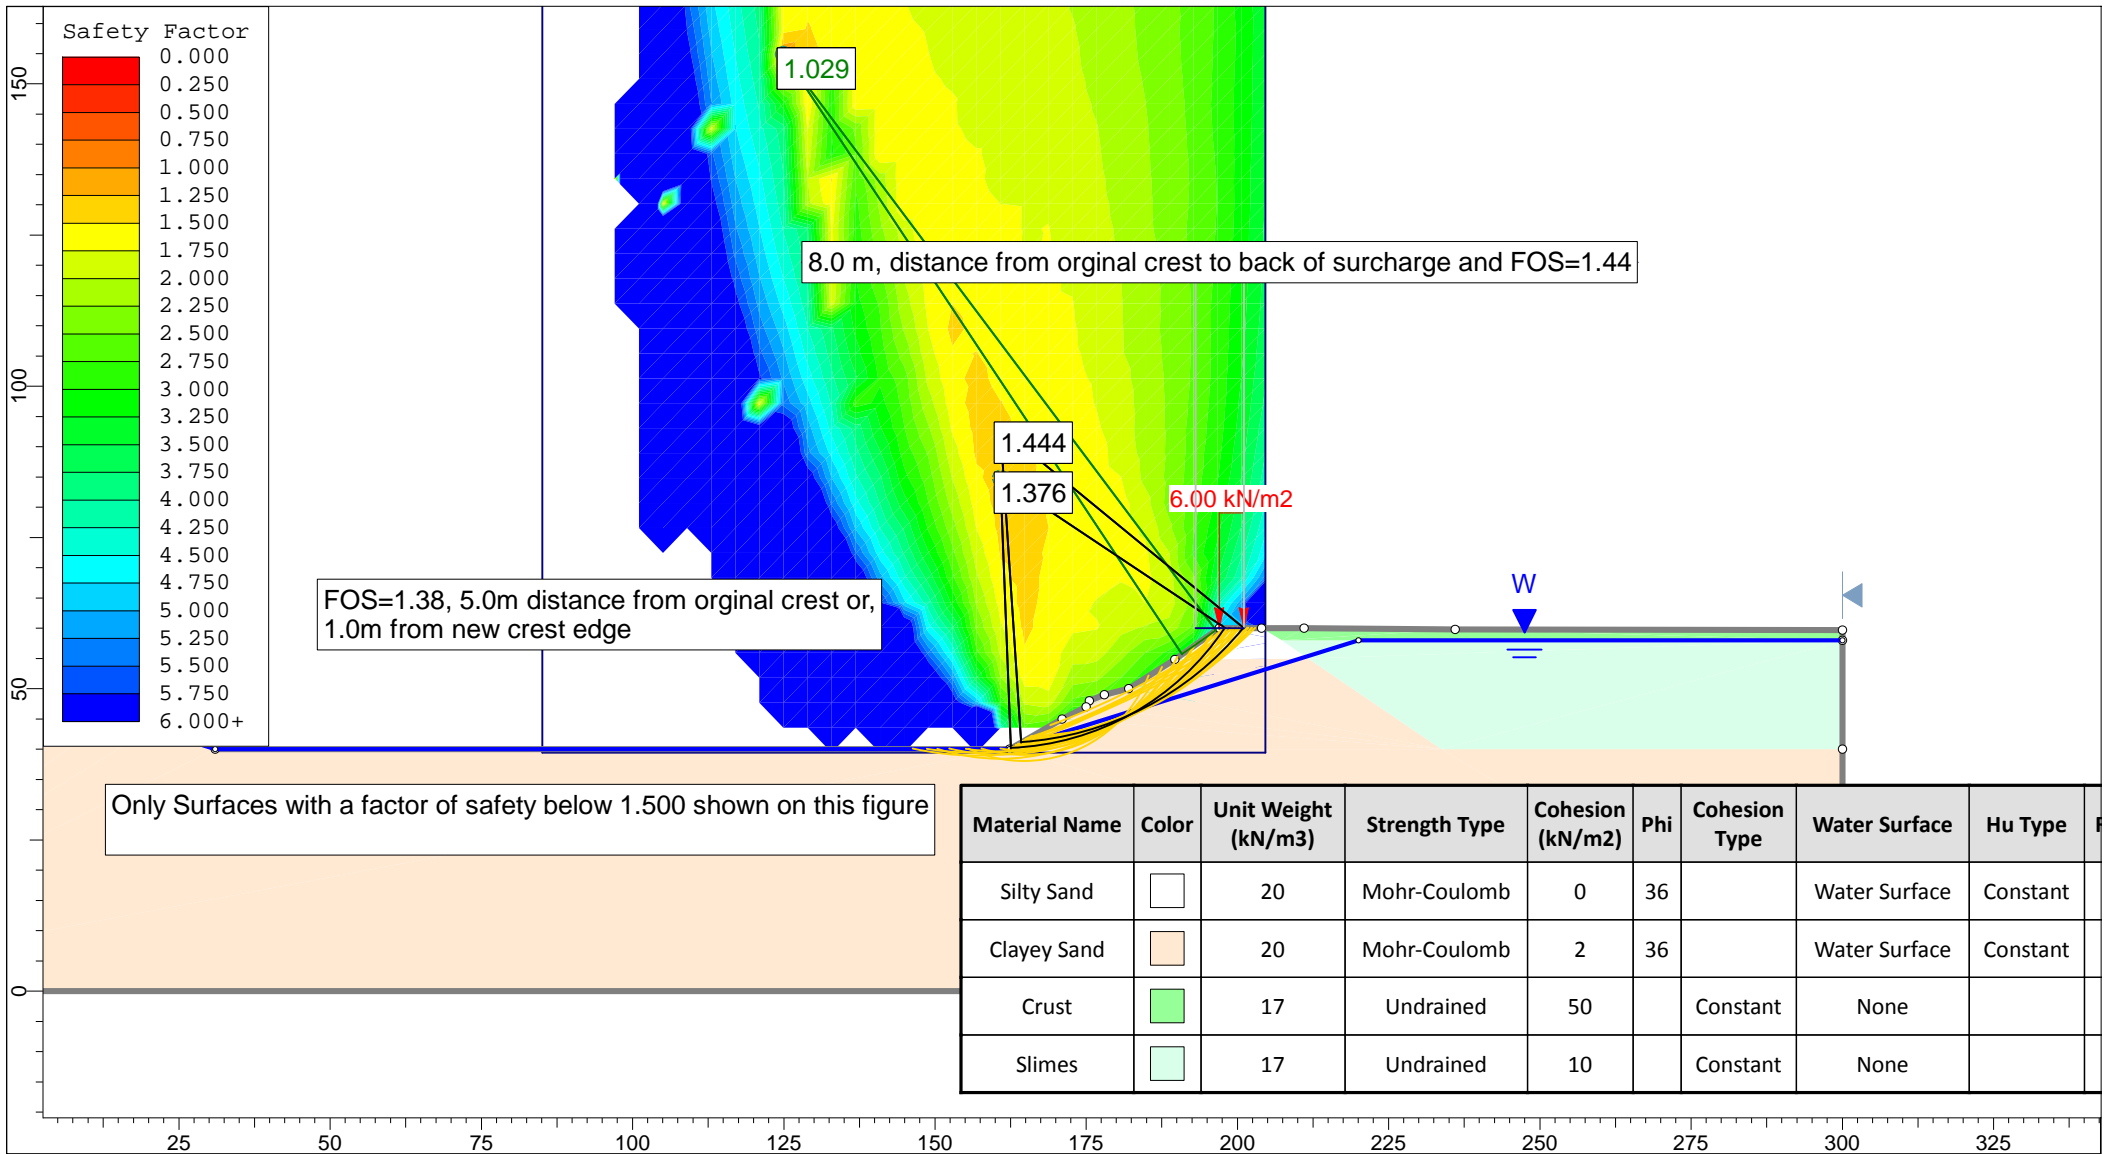 Safety Factor
0.000
0.250
0.500
0.750
1.000
1.250
1.500
1.750
2.000
2.250
2.500
2.750
3.000
3.250
3.500
3.750
4.000
4.250
4.500
4.750
5.000
5.250
5.500
5.750
6.000+
150
100
50
0
1.029
8.0 m, distance from orginal crest to back of surcharge and FOS=1.44
1.444
1.376
6.00 kN/m2
W
FOS=1.38, 5.0m distance from orginal crest or,
1.0m from new crest edge
Only Surfaces with a factor of safety below 1.500 shown on this figure
Material Name Color Unit Weight (kN/m3) Strength Type Cohesion (kN/m2) Phi Cohesion Type Water Surface Hu Type
Silty Sand 20 Mohr-Coulomb 0 36 Water Surface Constant
Clayey Sand 20 Mohr-Coulomb 2 36 Water Surface Constant
Crust 17 Undrained 50 Constant None
Slimes 17 Undrained 10 Constant None
25 50 75 100 125 150 175 200 225 250 275 300 325